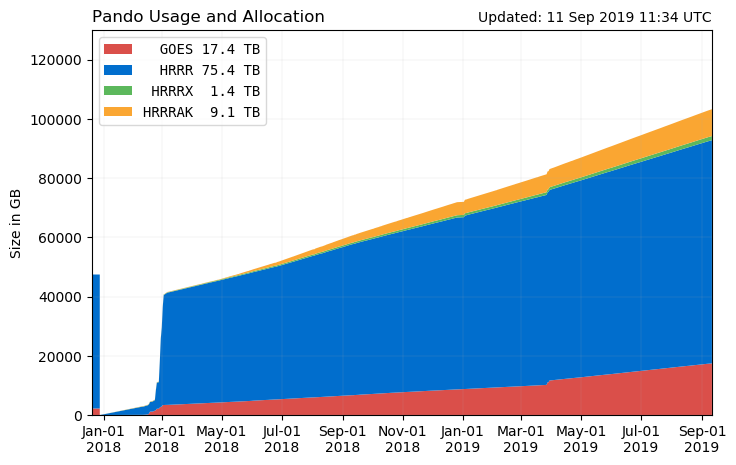 Pando Usage and Allocation
Updated: 11 Sep 2019 11:34 UTC
GOES 17.4 TB
HRRR 75.4 TB
HRRRX 1.4 TB
HRRRAK 9.1 TB
Size in GB
120000
100000
80000
60000
40000
20000
0
Jan-01 Mar-01 May-01 Jul-01 Sep-01 Nov-01 Jan-01 Mar-01 May-01 Jul-01 Sep-01
2018 2018 2018 2018 2018 2018 2019 2019 2019 2019 2019